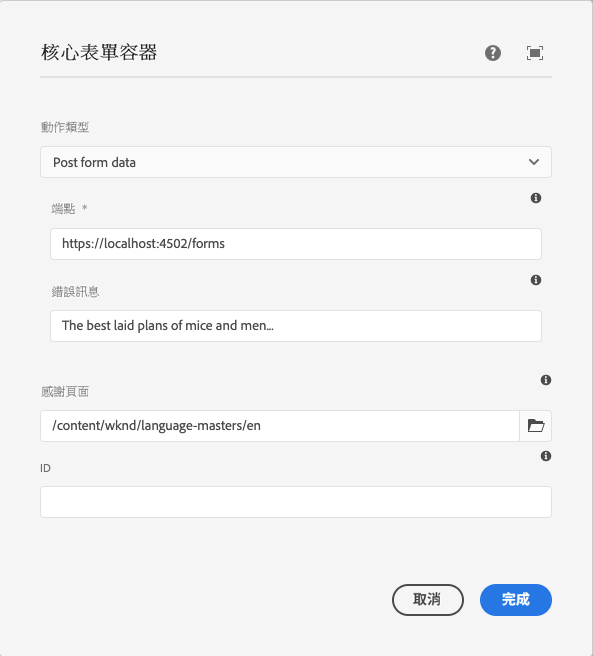 核心表單容器
動作類型
Post form data
端點 *
https://localhost:4502/forms
錯誤訊息
The best laid plans of mice and men...
感謝頁面
/content/wknd/language-masters/en
ID
取消
完成